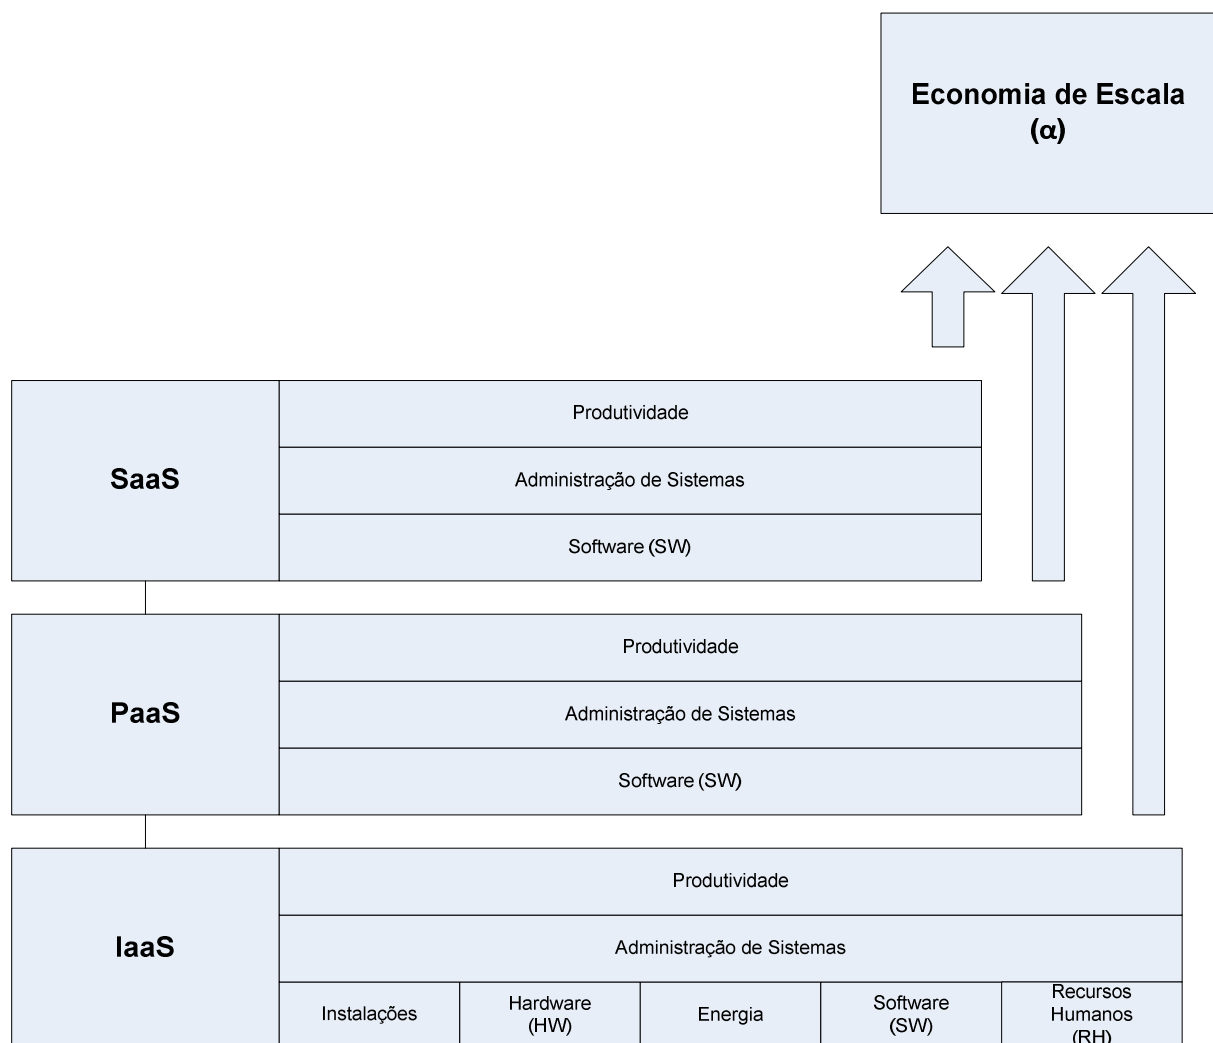 Economia de Escala
(α)
SaaS
Produtividade
Administração de Sistemas
Software (SW)
PaaS
Produtividade
Administração de Sistemas
Software (SW)
IaaS
Produtividade
Administração de Sistemas
Instalações
Hardware
(HW)
Energia
Software
(SW)
Recursos
Humanos
(RH)